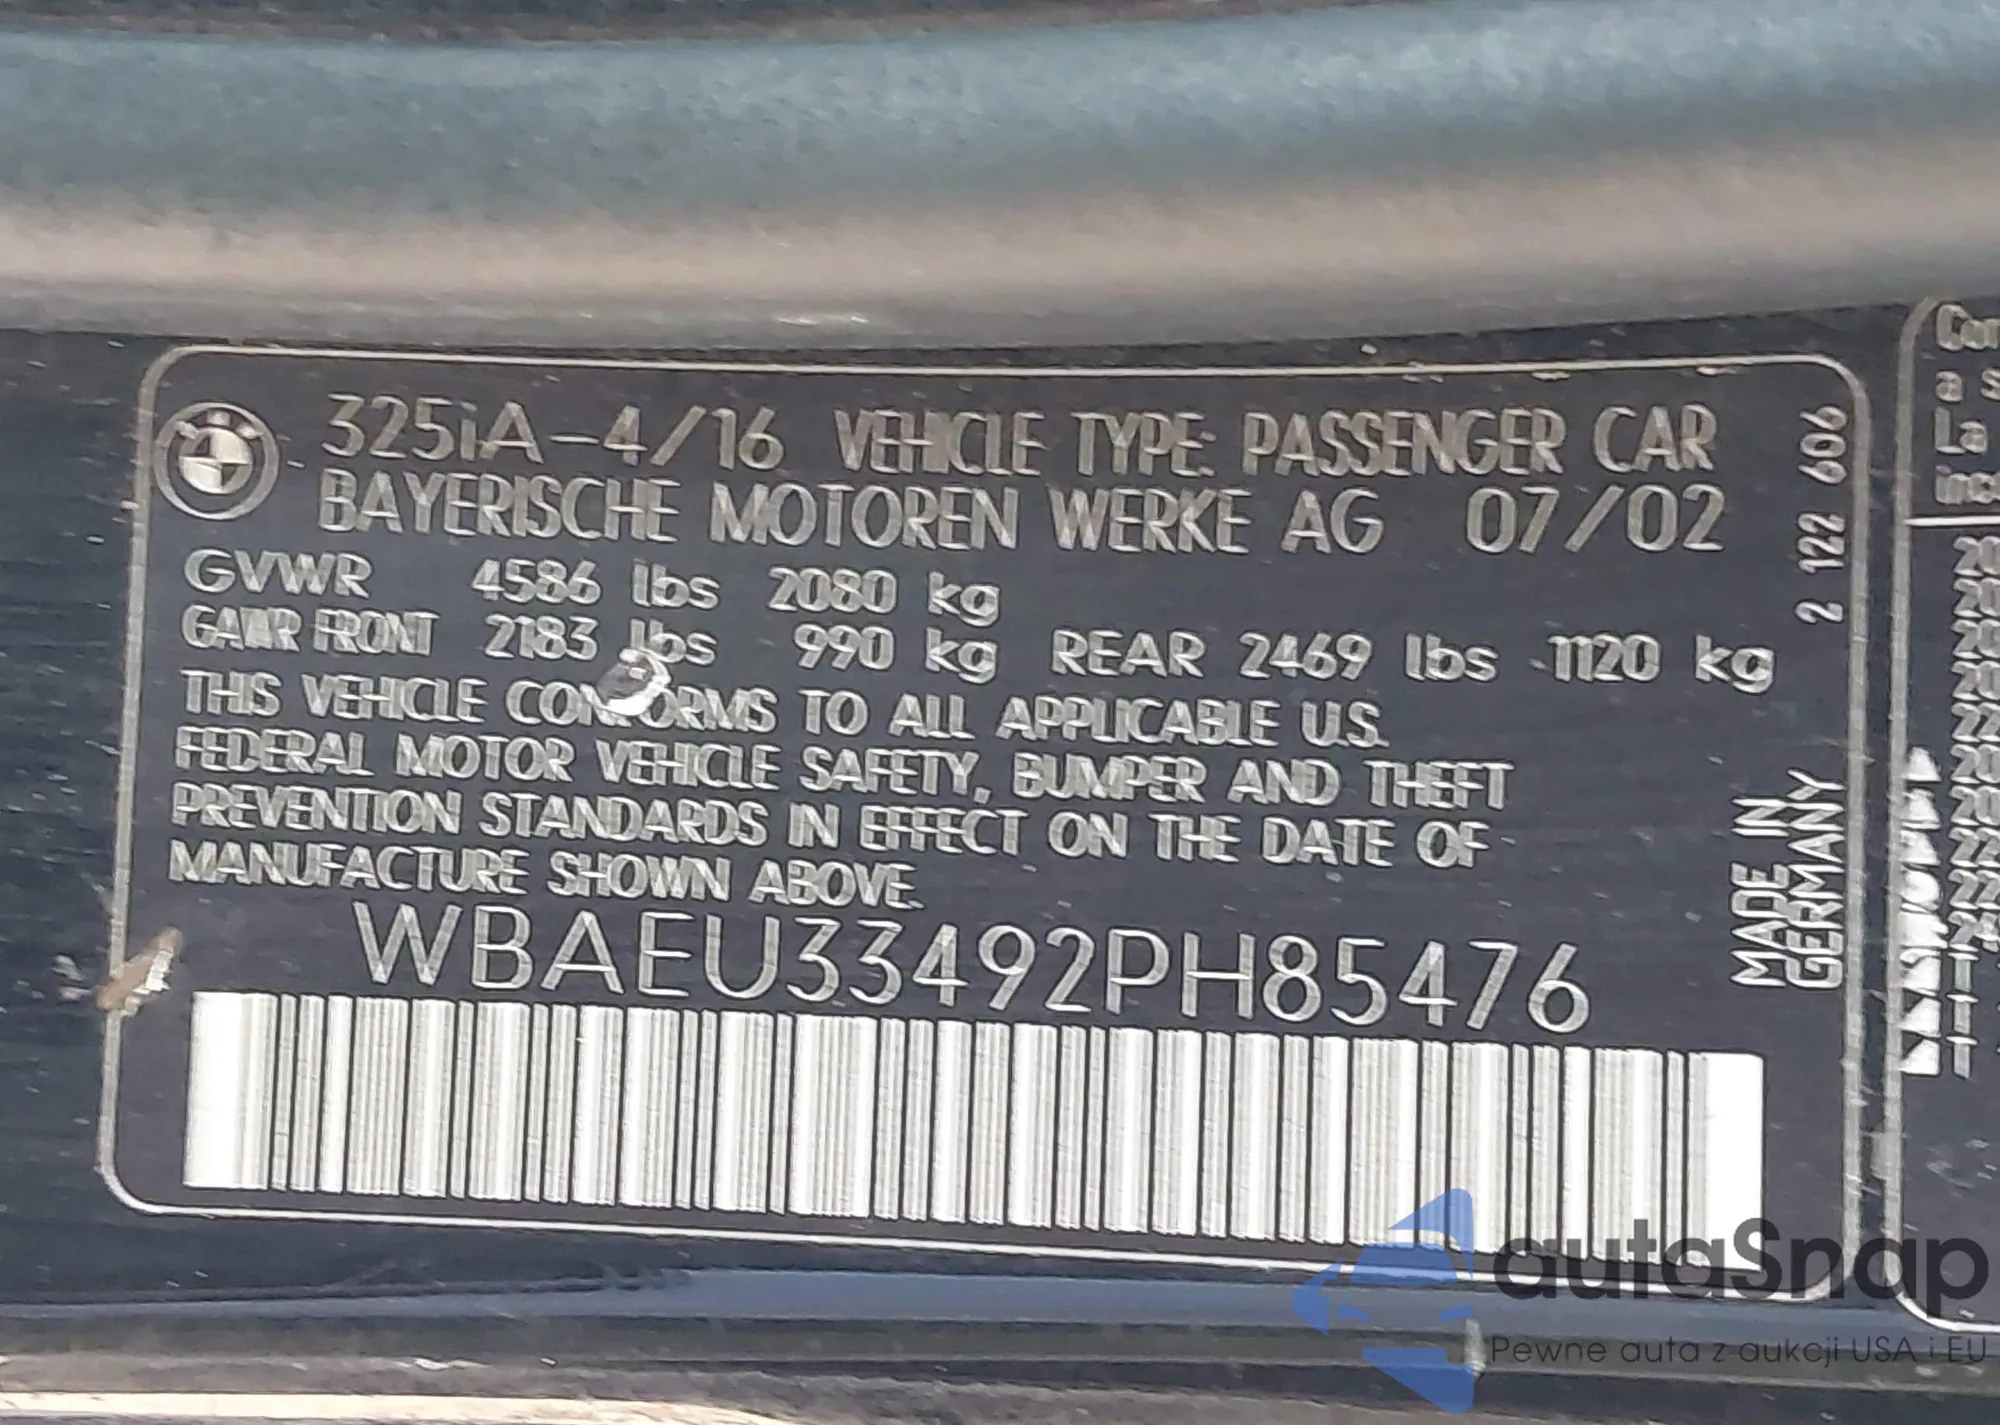 325iA-4/16 VEHICLE TYPE: PASSENGER CAR
BAYERISCHE MOTOREN WERKE AG 07/02
GVWR 4586 lbs 2080 kg
GAWR FRONT 2183 lbs 990 kg REAR 2469 lbs 1120 kg
THIS VEHICLE CONFORMS TO ALL APPLICABLE U.S.
FEDERAL MOTOR VEHICLE SAFETY, BUMPER AND THEFT
PREVENTION STANDARDS IN EFFECT ON THE DATE OF
MANUFACTURE SHOWN ABOVE.
WBAEU33492PH85476
2 122 606
MADE IN
GERMANY
a
La
autaSnap
Pewne auta z aukcji USA i EU